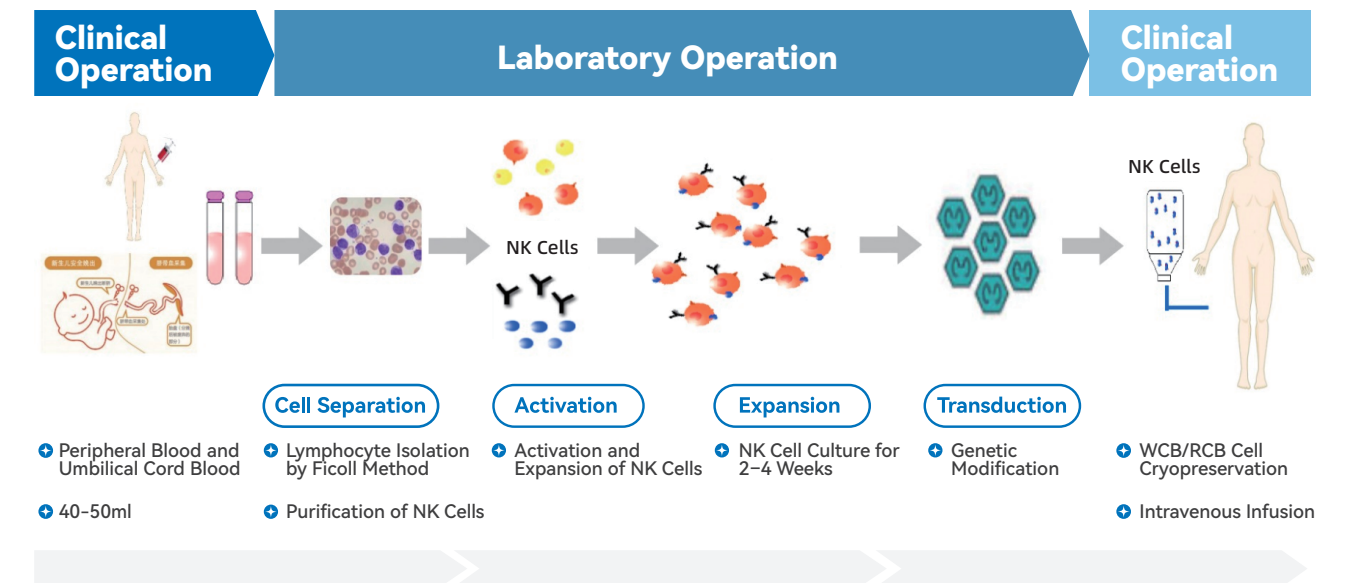 Clinical
Operation
Laboratory Operation
Clinical
Operation
NK Cells
NK Cells
Cell Separation
Activation
Expansion
Transduction
Peripheral Blood and
Umbilical Cord Blood
40-50ml
Lymphocyte Isolation
by Ficoll Method
Purification of NK Cells
Activation and
Expansion of NK Cells
NK Cell Culture for
2-4 Weeks
Genetic
Modification
WCB/RCB Cell
Cryopreservation
Intravenous Infusion